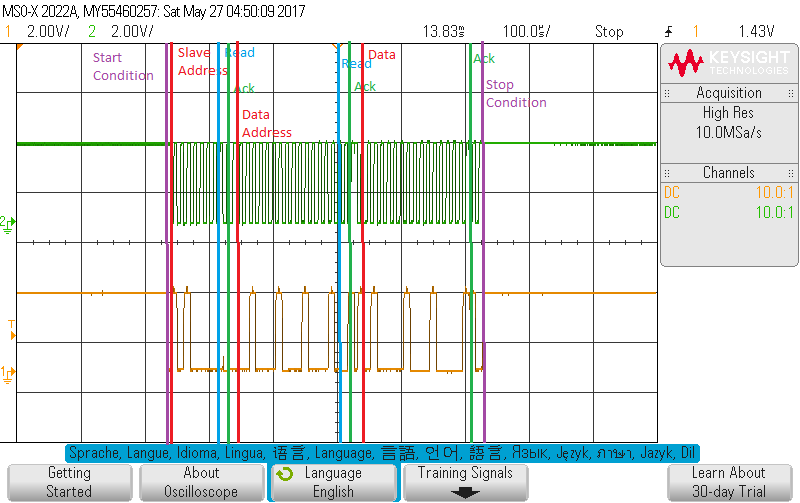 MSO-X 2022A, MY55460257: Sat May 27 04:50:09 2017
1 2.00V/ 2 2.00V/ 13.83ms 100.0s/ Stop 1 1.43V
Start
Condition
Slave
Address
Read
Ack
Data
Address
Read
Ack
Data
Ack
Stop
Condition
2
T
1
KEYSIGHT
TECHNOLOGIES
Acquisition
High Res
10.0MSa/s
Channels
DC 10.0:1
DC 10.0:1
Sprache, Langue, Idioma, Lingua, 语言, Language, 言語, 언어, 語言, Язык, Język, ภาษา, Jazyk, Dil
Getting
Started
About
Oscilloscope
Language
English
Training Signals
Learn About
30-day Trial